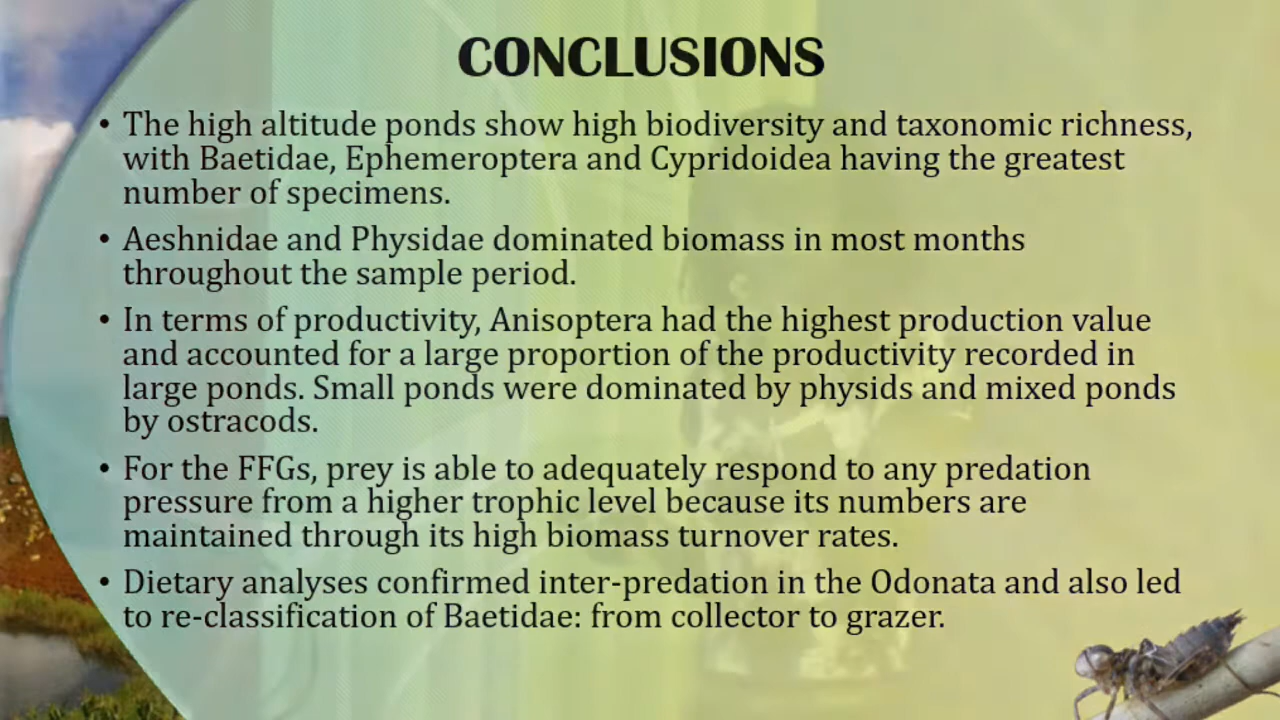 CONCLUSIONS
• The high altitude ponds show high biodiversity and taxonomic richness,
with Baetidae, Ephemeroptera and Cypridoidea having the greatest
number of specimens.
• Aeshnidae and Physidae dominated biomass in most months
throughout the sample period.
• In terms of productivity, Anisoptera had the highest production value
and accounted for a large proportion of the productivity recorded in
large ponds. Small ponds were dominated by physids and mixed ponds
by ostracods.
• For the FFGs, prey is able to adequately respond to any predation
pressure from a higher trophic level because its numbers are
maintained through its high biomass turnover rates.
• Dietary analyses confirmed inter-predation in the Odonata and also led
to re-classification of Baetidae: from collector to grazer.